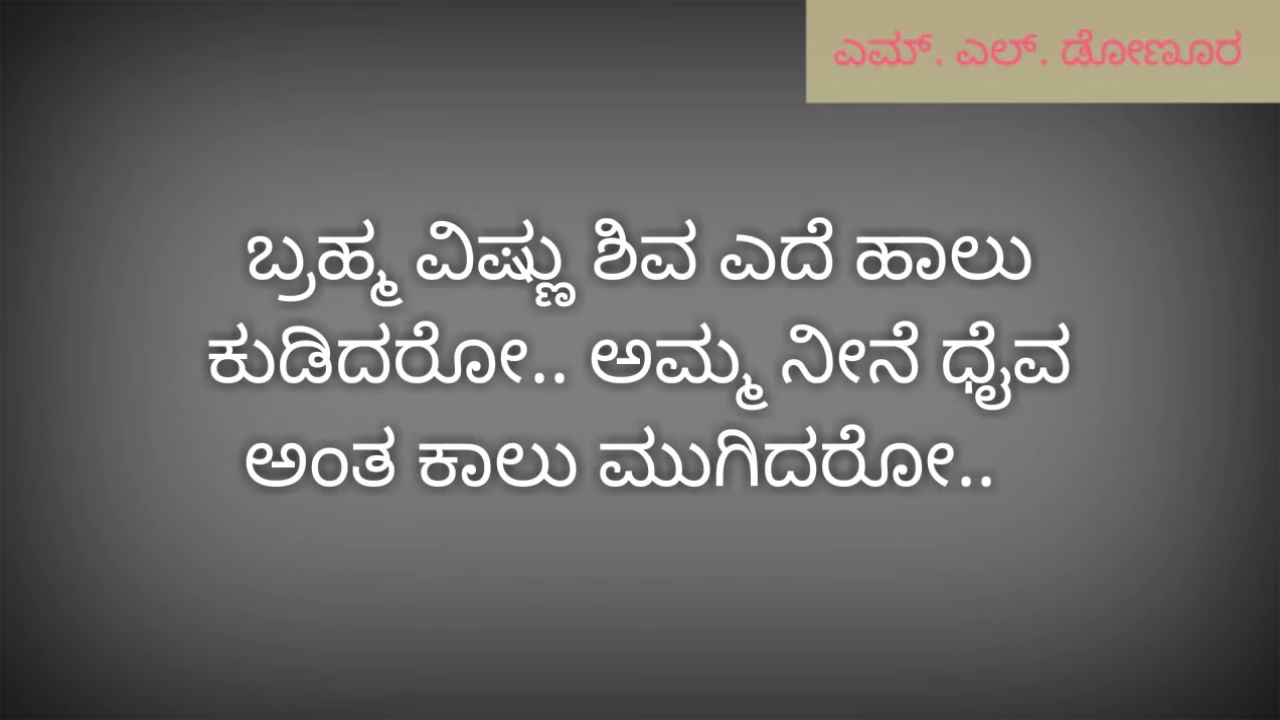 ಎಮ್. ಎಲ್. ಡೋಣೂರ
ಬ್ರಹ್ಮ ವಿಷ್ಣು ಶಿವ ಎದೆ ಹಾಲು
ಕುಡಿದರೋ.. ಅಮ್ಮ ನೀನೆ ಧೈವ
ಅಂತ ಕಾಲು ಮುಗಿದರೋ..